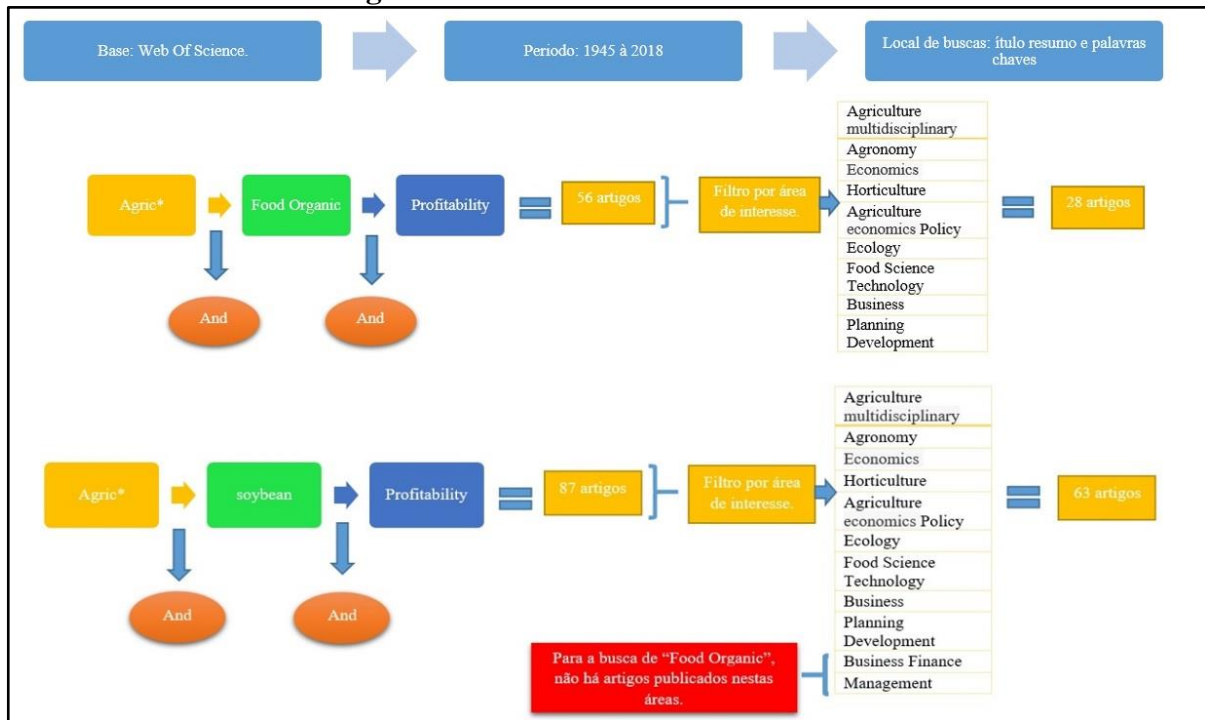 Base: Web Of Science.
Periodo: 1945 à 2018
Local de buscas: ítulo resumo e palavras
chaves
Agric*
Food Organic
Profitability
56 artigos
Filtro por área
de interesse.
Agriculture
multidisciplinary
Agronomy
Economics
Horticulture
Agriculture
economics Policy
Ecology
Food Science
Technology
Business
Planning
Development
28 artigos
And
And
Agric*
soybean
Profitability
87 artigos
Filtro por área
de interesse.
Agriculture
multidisciplinary
Agronomy
Economics
Horticulture
Agriculture
economics Policy
Ecology
Food Science
Technology
Business
Planning
Development
Business Finance
Management
63 artigos
And
And
Para a busca de “Food Organic”,
não há artigos publicados nestas
áreas.